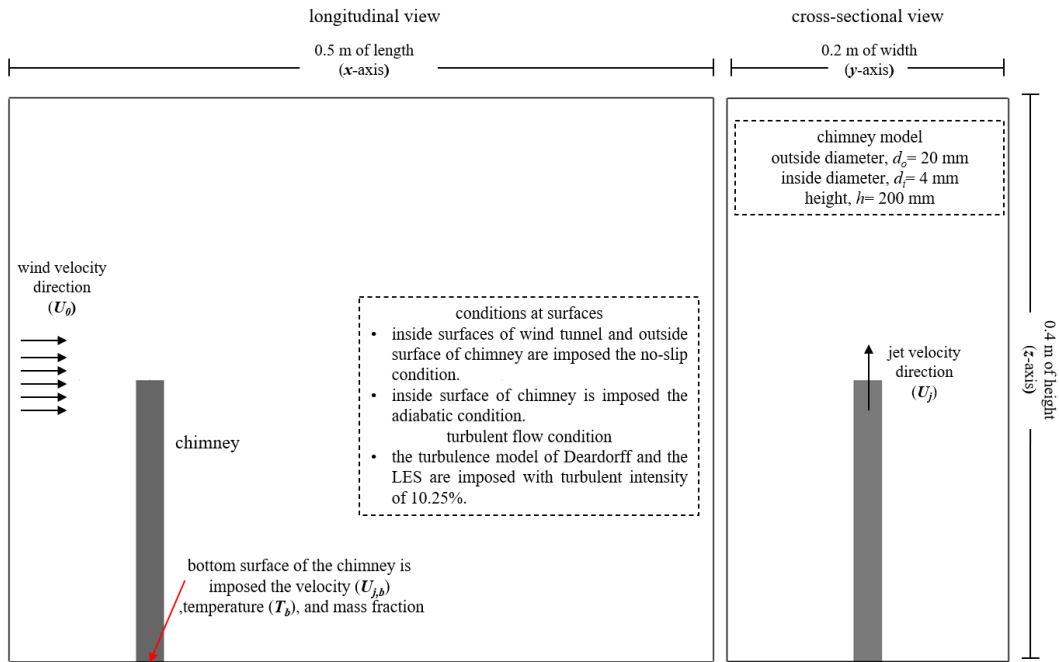 longitudinal view
cross-sectional view
0.5 m of length
(x-axis)
0.2 m of width
(y-axis)
chimney model
outside diameter, do= 20 mm
inside diameter, di= 4 mm
height, h= 200 mm
wind velocity
direction
(U0)
conditions at surfaces
• inside surfaces of wind tunnel and outside
surface of chimney are imposed the no-slip
condition.
• inside surface of chimney is imposed the
adiabatic condition.
turbulent flow condition
• the turbulence model of Deardorff and the
LES are imposed with turbulent intensity
of 10.25%.
chimney
jet velocity
direction
(Uj)
0.4 m of height
(z-axis)
bottom surface of the chimney is
imposed the velocity (Uj,b)
,temperature (Tb), and mass fraction